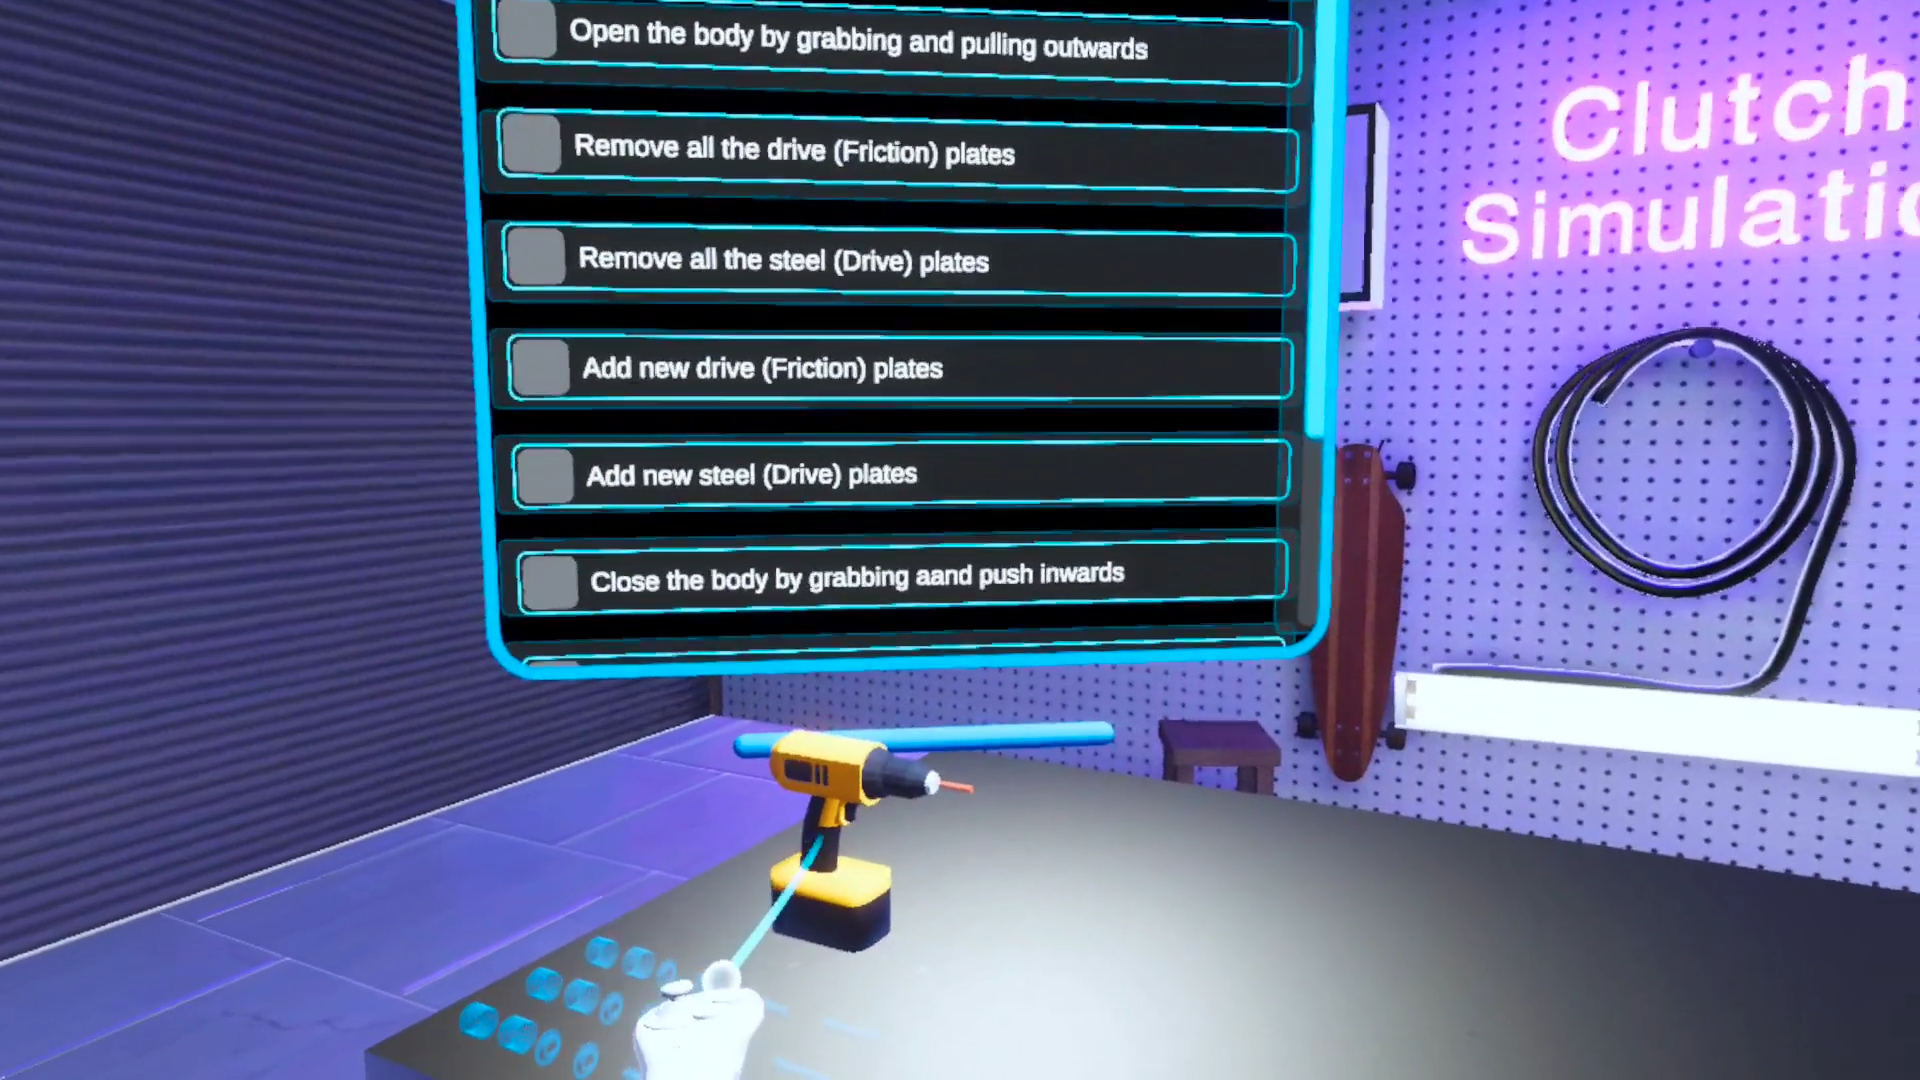 Open the body by grabbing and pulling outwards
Remove all the drive (Friction) plates
Remove all the steel (Drive) plates
Add new drive (Friction) plates
Add new steel (Drive) plates
Close the body by grabbing aand push inwards
Clutch
Simulatio